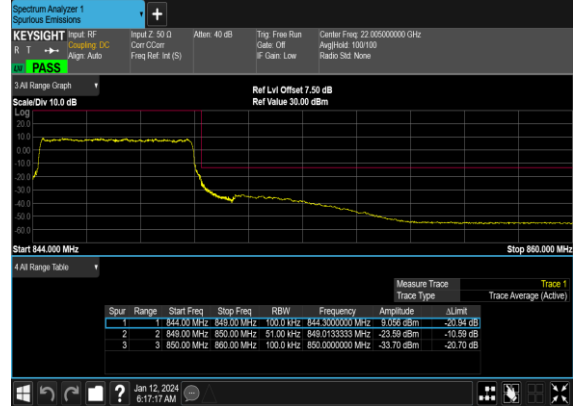 Spectrum Analyzer 1
Spurious Emissions
+
KEYSIGHT Input: RF Input Z: 50 Ω Atten: 40 dB Trig: Free Run Center Freq: 22.005000000 GHz
R T Coupling: DC Corr CCorr Gate: Off Avg|Hold: 100/100
Align: Auto Freq Ref: Int (S) IF Gain: Low Radio Std: None
LW PASS
3 All Range Graph
Ref Lvl Offset 7.50 dB
Scale/Div 10.0 dB Ref Value 30.00 dBm
Log
20.0
10.0
0.00
-10.0
-20.0
-30.0
-40.0
-50.0
-60.0
Start 844.000 MHz Stop 860.000 MHz
4 All Range Table
Measure Trace Trace 1
Trace Type Trace Average (Active)
Spur Range Start Freq Stop Freq RBW Frequency Amplitude ΔLimit
1 1 844.00 MHz 849.00 MHz 100.0 kHz 844.3000000 MHz 9.056 dBm -20.94 dB
2 2 849.00 MHz 850.00 MHz 51.00 kHz 849.0133333 MHz -23.59 dBm -10.59 dB
3 3 850.00 MHz 860.00 MHz 100.0 kHz 850.0000000 MHz -33.70 dBm -20.70 dB
? Jan 12, 2024
6:17:17 AM